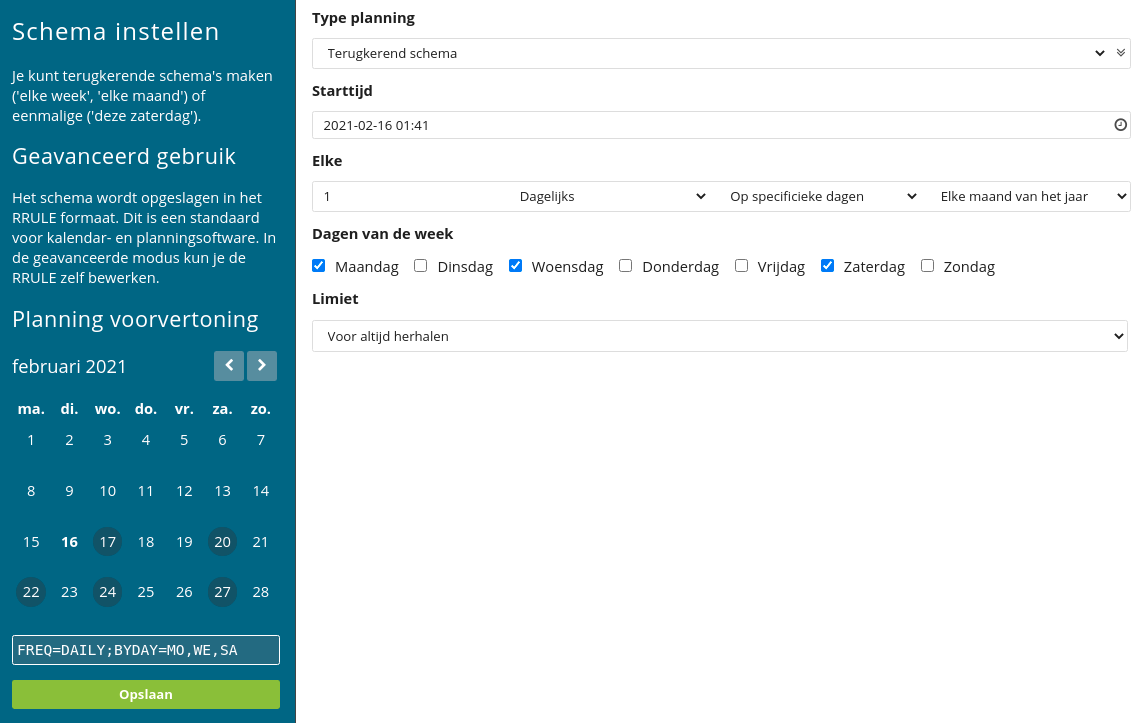 Schema instellen
Je kunt terugkerende schema's maken
('elke week', 'elke maand') of
eenmalige ('deze zaterdag').
Geavanceerd gebruik
Het schema wordt opgeslagen in het
RRULE formaat. Dit is een standaard
voor kalendar- en planningsoftware. In
de geavanceerde modus kun je de
RRULE zelf bewerken.
Planning voorvertoning
februari 2021
ma. di. wo. do. vr. za. zo.
1 2 3 4 5 6 7
8 9 10 11 12 13 14
15 16 17 18 19 20 21
22 23 24 25 26 27 28
FREQ=DAILY;BYDAY=MO,WE,SA
Opslaan
Type planning
Terugkerend schema
Starttijd
2021-02-16 01:41
Elke
1 Dagelijks Op specificieke dagen Elke maand van het jaar
Dagen van de week
Maandag Dinsdag Woensdag Donderdag Vrijdag Zaterdag Zondag
Limiet
Voor altijd herhalen